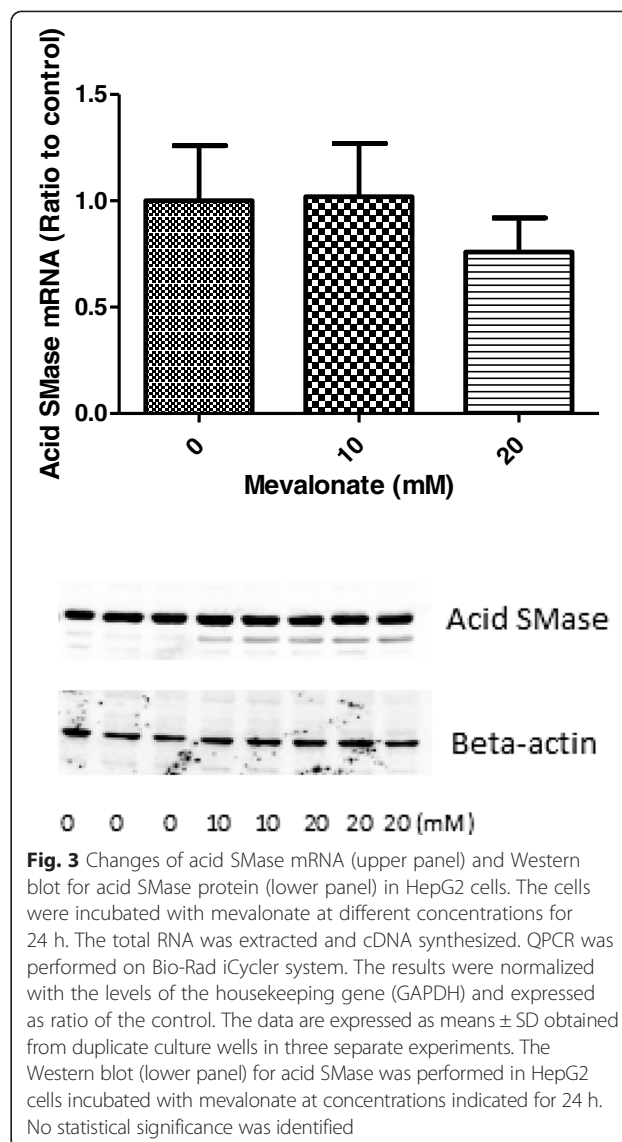 Acid SMase mRNA (Ratio to control)
1.5
1.0
0.5
0.0
0
10
20
Mevalonate (mM)
Acid SMase
Beta-actin
0 0 0 10 10 20 20 20 (mM)
Fig. 3 Changes of acid SMase mRNA (upper panel) and Western
blot for acid SMase protein (lower panel) in HepG2 cells. The cells
were incubated with mevalonate at different concentrations for
24 h. The total RNA was extracted and cDNA synthesized. QPCR was
performed on Bio-Rad iCycler system. The results were normalized
with the levels of the housekeeping gene (GAPDH) and expressed
as ratio of the control. The data are expressed as means ± SD obtained
from duplicate culture wells in three separate experiments. The
Western blot (lower panel) for acid SMase was performed in HepG2
cells incubated with mevalonate at concentrations indicated for 24 h.
No statistical significance was identified